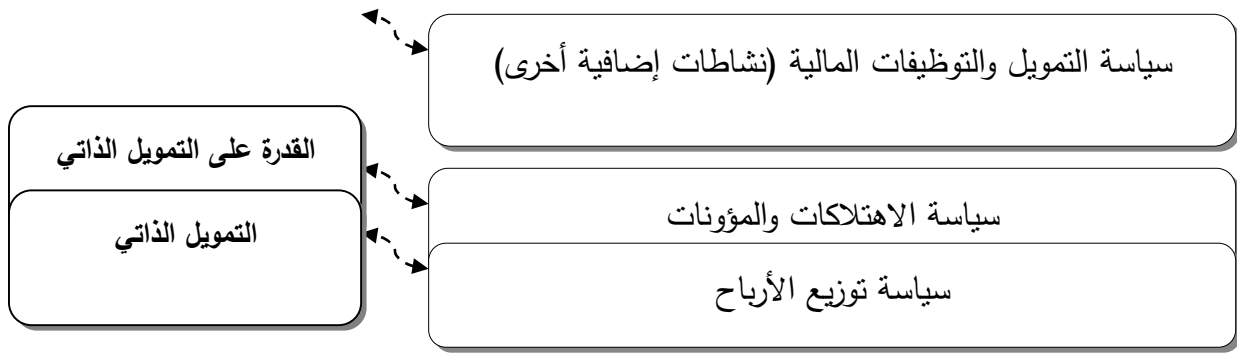 سياسة التمويل والتوظيفات المالية (نشاطات إضافية أخرى)
القدرة على التمويل الذاتي
سياسة الاهتلاكات والمؤونات
التمويل الذاتي
سياسة توزيع الأرباح